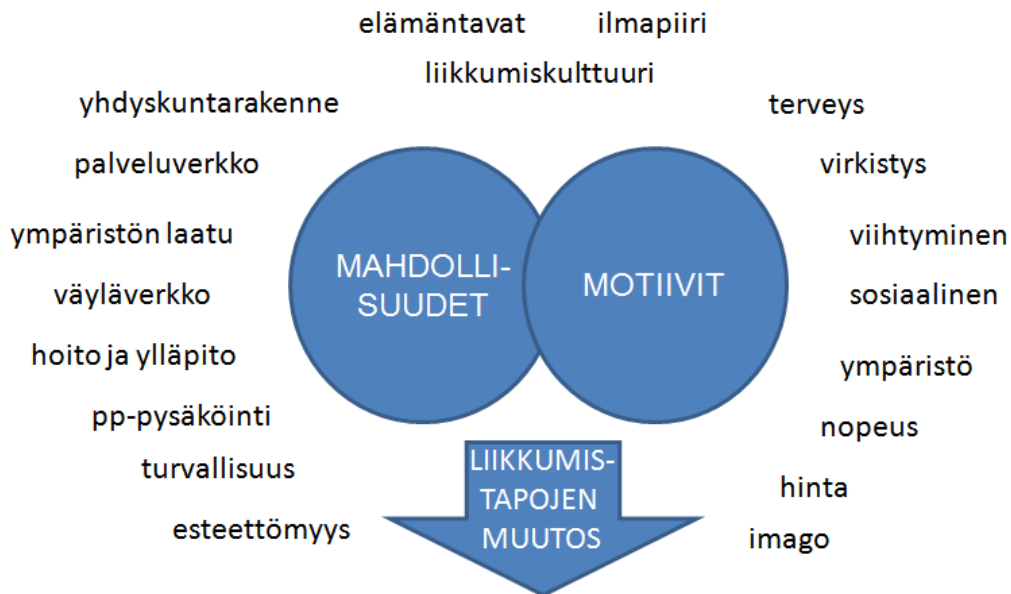 elämäntavat ilmapiiri
liikkumiskulttuuri
yhdyskuntarakenne
palveluverkko
ympäristön laatu
väyläverkko
hoito ja ylläpito
pp-pysäköinti
turvallisuus
esteettömyys
MAHDOLLI-
SUUDET
MOTIIVIT
terveys
virkistys
viihtyminen
sosiaalinen
ympäristö
nopeus
hinta
imago
LIIKKUMIS-
TAPOJEN
MUUTOS